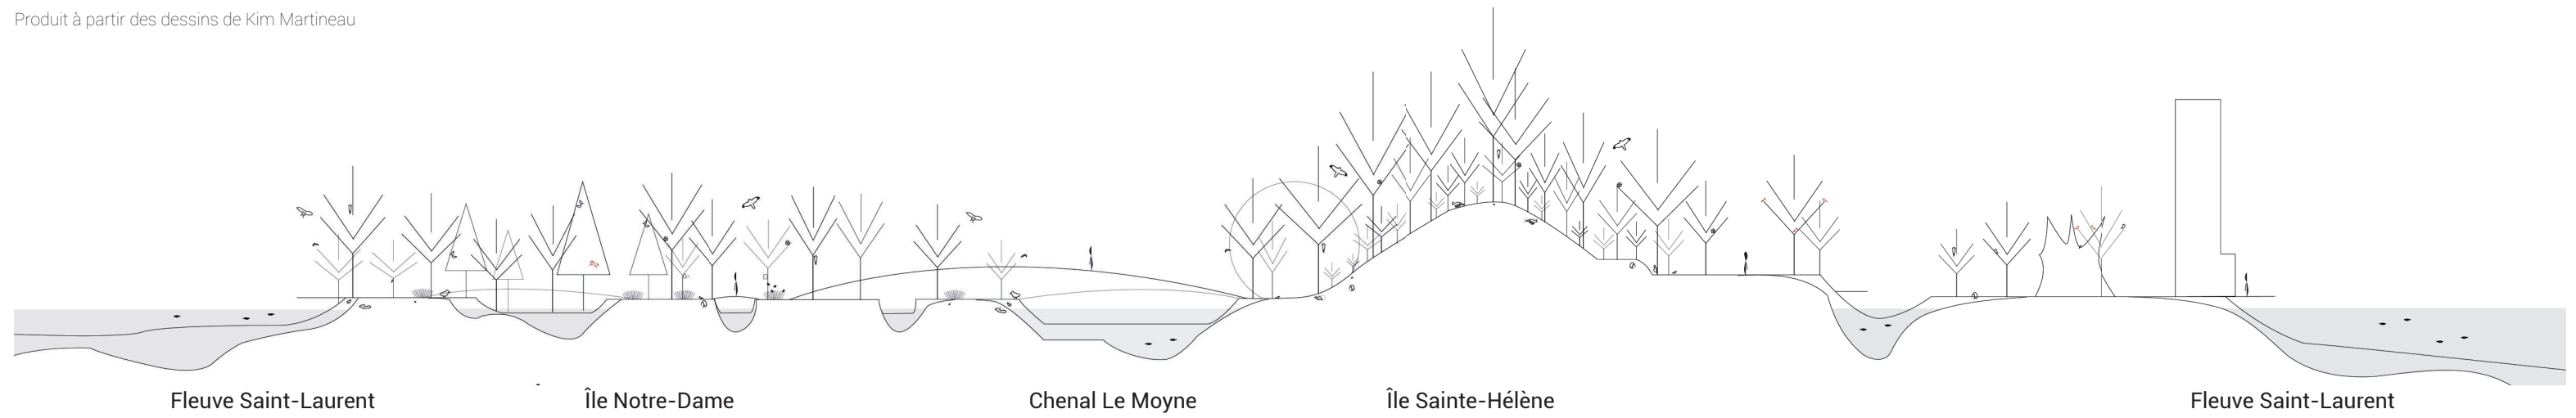 Produit à partir des dessins de Kim Martineau
Fleuve Saint-Laurent
Île Notre-Dame
Chenal Le Moyne
Île Sainte-Hélène
Fleuve Saint-Laurent